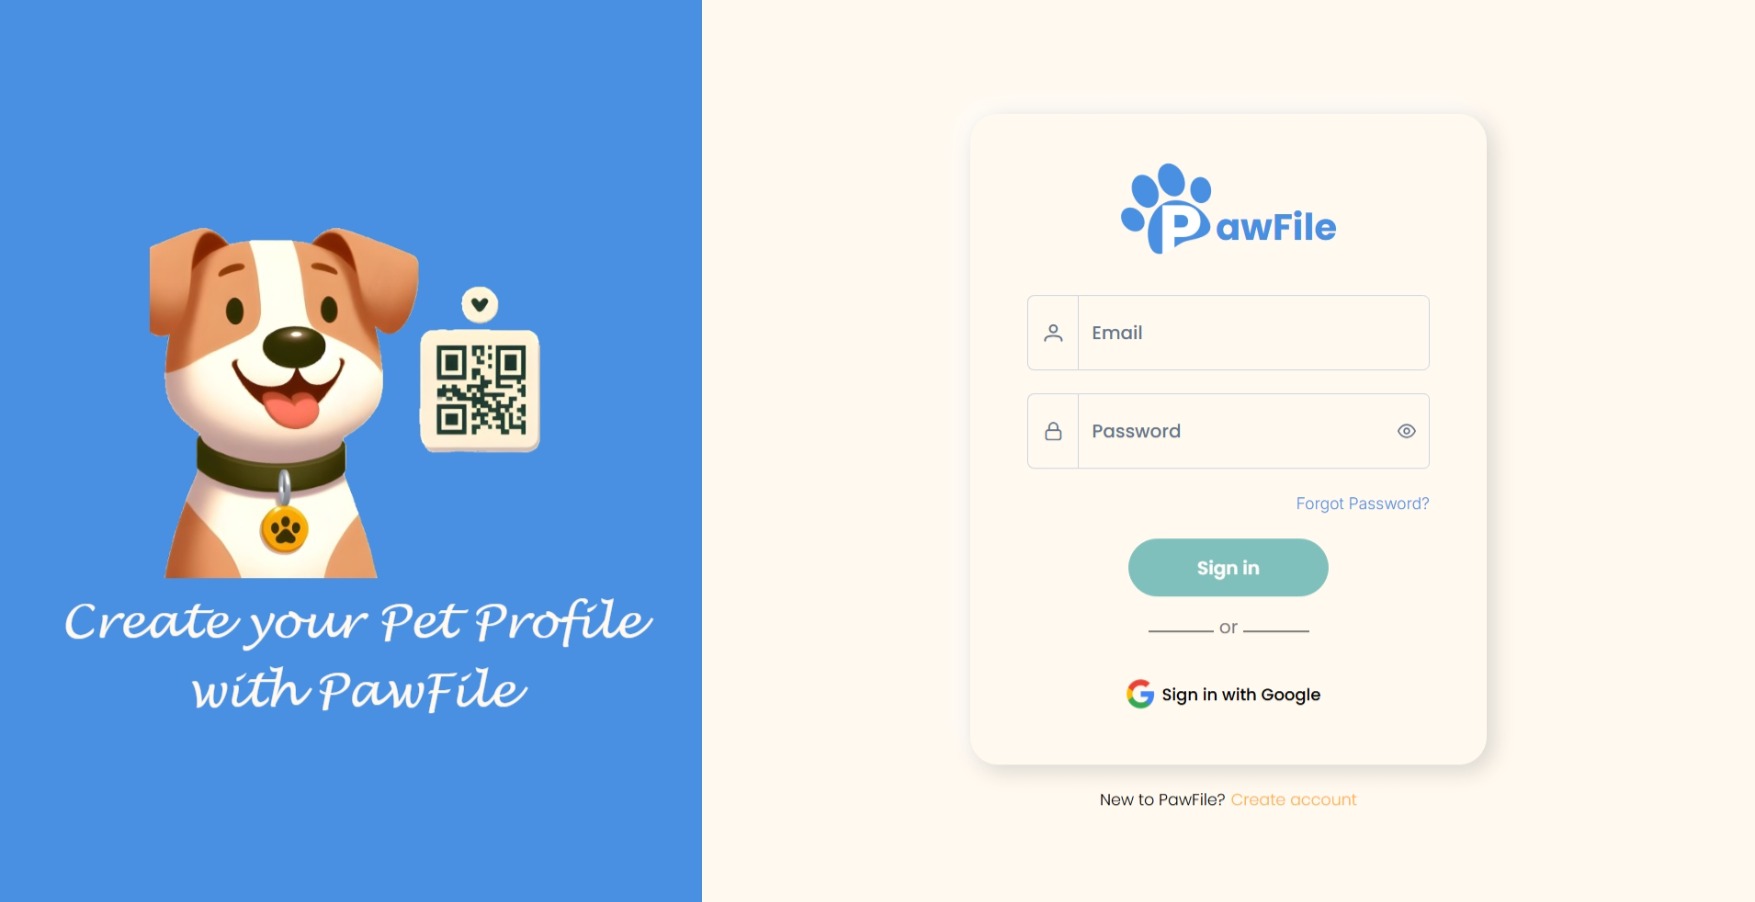 Create your Pet Profile
with PawFile
PawFile
Email
Password
Forgot Password?
Sign in
or
Sign in with Google
New to PawFile? Create account